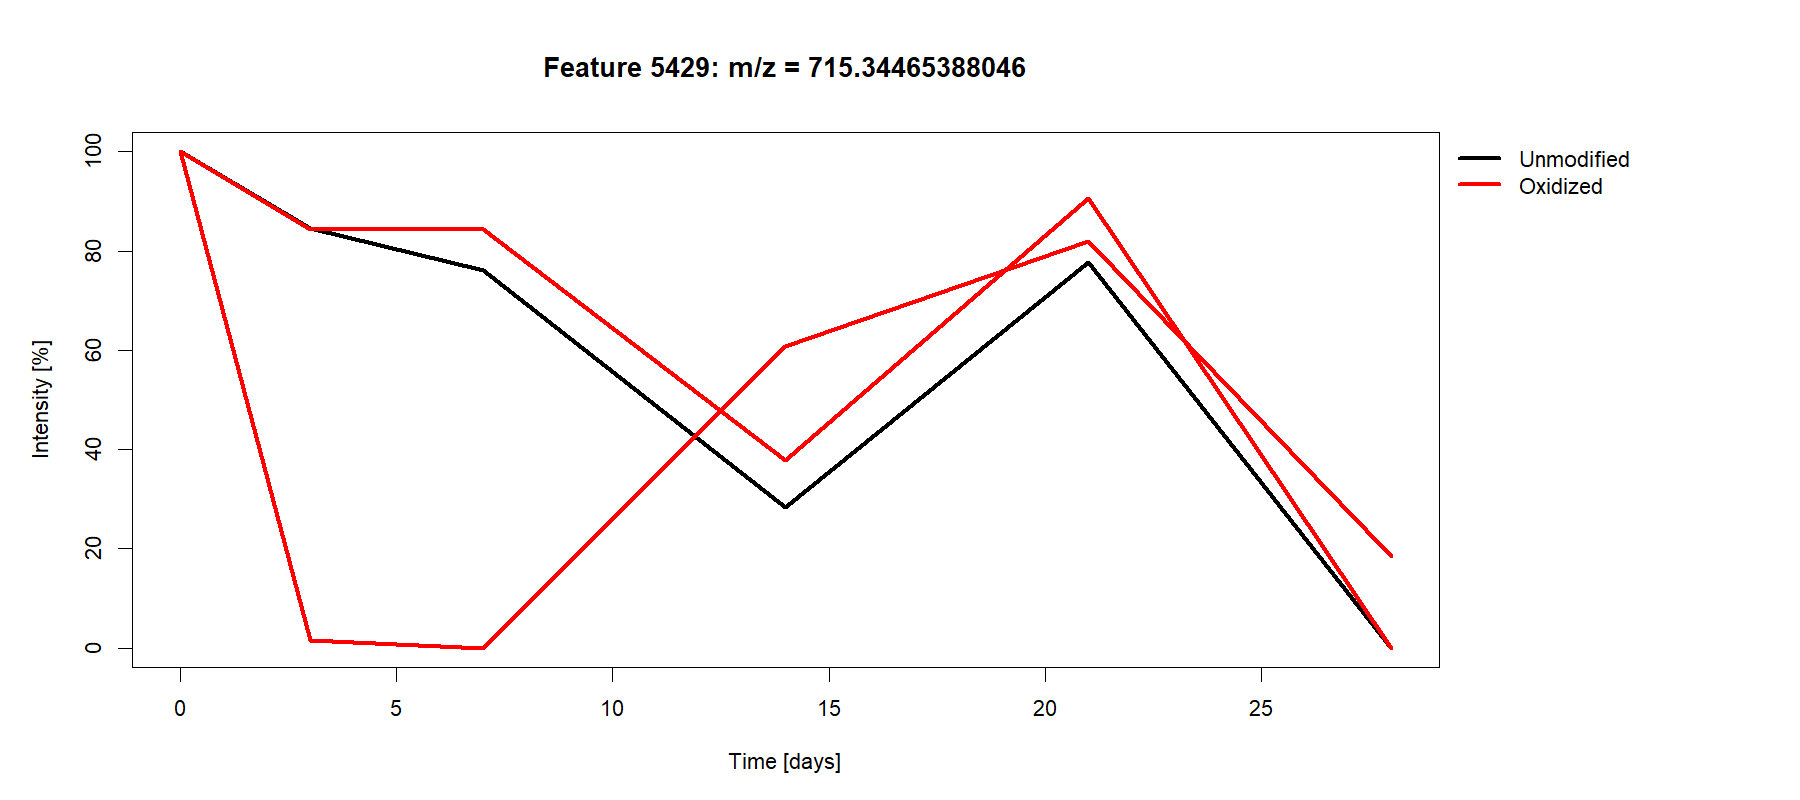 Feature 5429: m/z = 715.34465388046
Unmodified
Oxidized
Intensity [%]
100
80
60
40
20
0
0 5 10 15 20 25
Time [days]